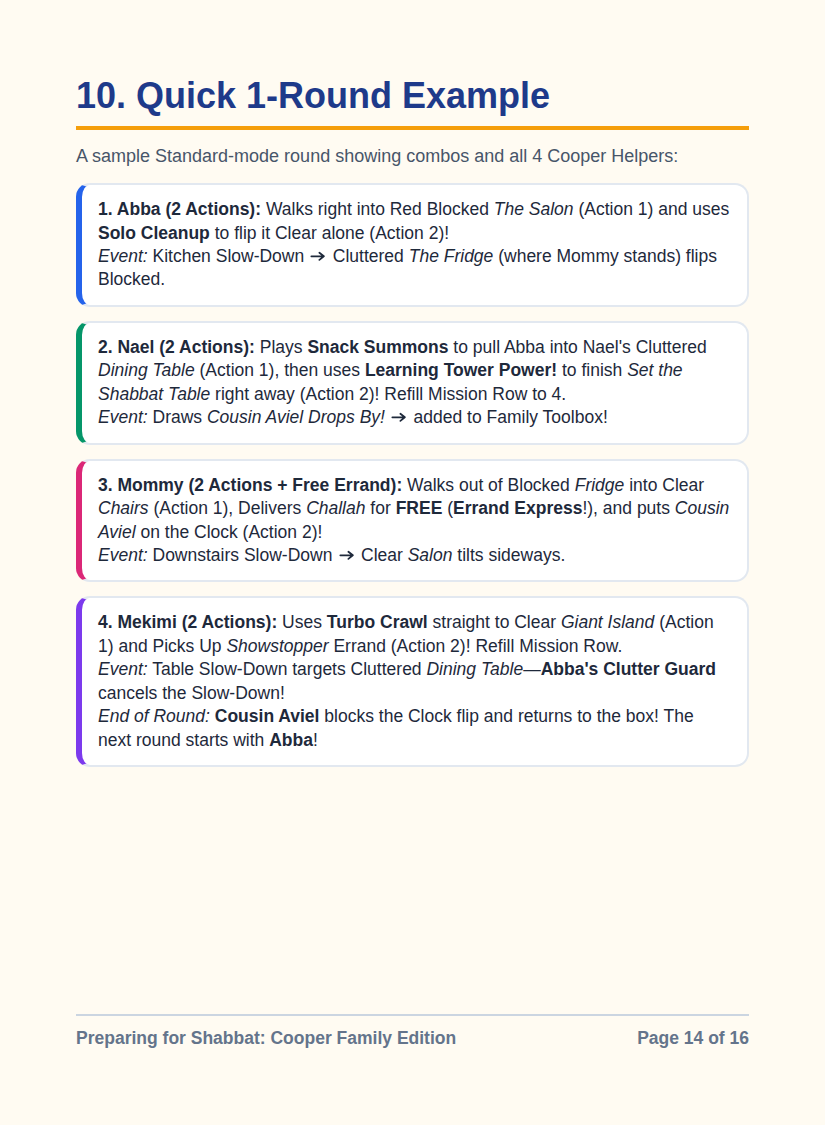 10. Quick 1-Round Example
A sample Standard-mode round showing combos and all 4 Cooper Helpers:
1. Abba (2 Actions): Walks right into Red Blocked The Salon (Action 1) and uses
Solo Cleanup to flip it Clear alone (Action 2)!
Event: Kitchen Slow-Down → Cluttered The Fridge (where Mommy stands) flips
Blocked.
2. Nael (2 Actions): Plays Snack Summons to pull Abba into Nael's Cluttered
Dining Table (Action 1), then uses Learning Tower Power! to finish Set the
Shabbat Table right away (Action 2)! Refill Mission Row to 4.
Event: Draws Cousin Aviel Drops By! → added to Family Toolbox!
3. Mommy (2 Actions + Free Errand): Walks out of Blocked Fridge into Clear
Chairs (Action 1), Delivers Challah for FREE (Errand Express!), and puts Cousin
Aviel on the Clock (Action 2)!
Event: Downstairs Slow-Down → Clear Salon tilts sideways.
4. Mekimi (2 Actions): Uses Turbo Crawl straight to Clear Giant Island (Action
1) and Picks Up Showstopper Errand (Action 2)! Refill Mission Row.
Event: Table Slow-Down targets Cluttered Dining Table—Abba's Clutter Guard
cancels the Slow-Down!
End of Round: Cousin Aviel blocks the Clock flip and returns to the box! The
next round starts with Abba!
Preparing for Shabbat: Cooper Family Edition
Page 14 of 16